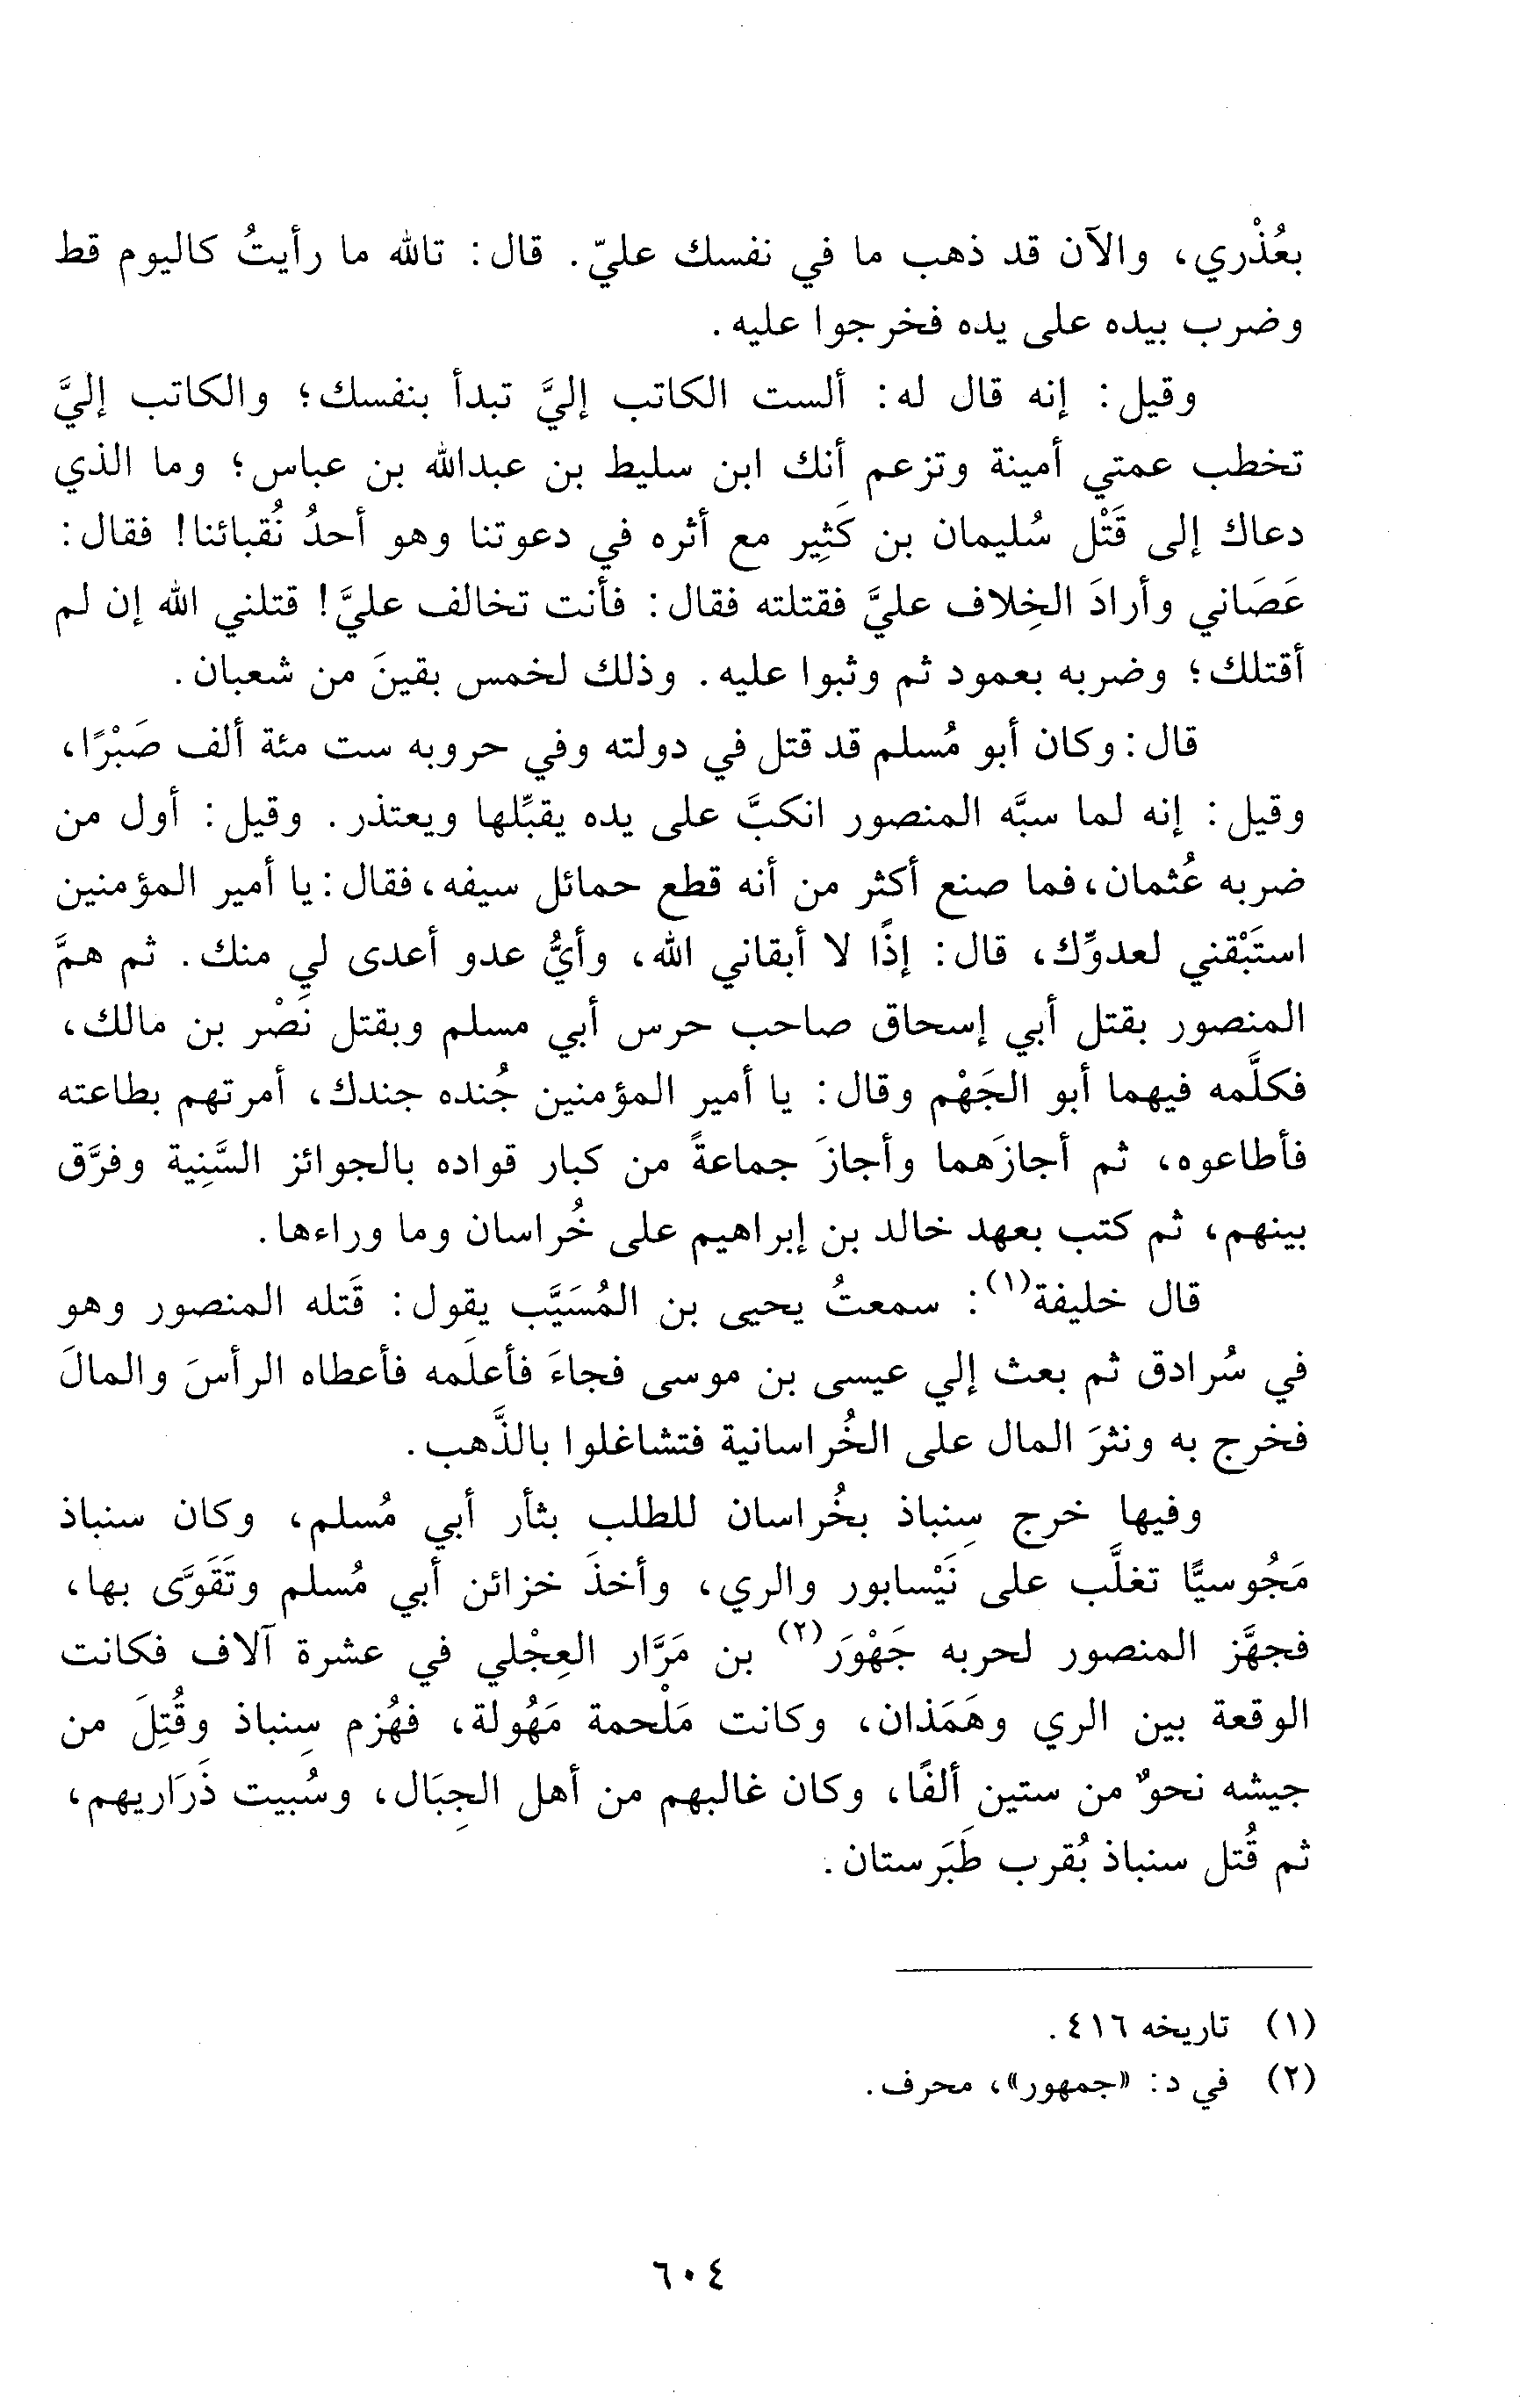 بعُذْري، والآن قد ذهب ما في نفسك عليّ. قال: تالله ما رأيتُ كاليوم قط
وضرب بيده على يده فخرجوا عليه.
وقيل: إنه قال له: ألست الكاتب إليَّ تبدأ بنفسك؛ والكاتب إليَّ
تخطب عمتي أمينة وتزعم أنك ابن سليط بن عبدالله بن عباس؛ وما الذي
دعاك إلى قَتْل سُليمان بن كَثِير مع أثره في دعوتنا وهو أحدُ نُقبائنا! فقال:
عَصَاني وأرادَ الخِلاف عليَّ فقتلته فقال: فأنت تخالف عليَّ! قتلني الله إن لم
أقتلك؛ وضربه بعمود ثم وثبوا عليه. وذلك لخمس بقينَ من شعبان.
قال: وكان أبو مُسلم قد قتل في دولته وفي حروبه ست مئة ألف صَبْرًا،
وقيل: إنه لما سبَّه المنصور انكبَّ على يده يقبِّلها ويعتذر. وقيل: أول من
ضربه عُثمان، فما صنع أكثر من أنه قطع حمائل سيفه، فقال: يا أمير المؤمنين
استَبْقني لعدوِّك، قال: إذًا لا أبقاني الله، وأيُّ عدو أعدى لي منك. ثم همَّ
المنصور بقتل أبي إسحاق صاحب حرس أبي مسلم وبقتل نَصْر بن مالك،
فكلَّمه فيهما أبو الجَهْم وقال: يا أمير المؤمنين جُنده جندك، أمرتهم بطاعته
فأطاعوه، ثم أجازَهما وأجازَ جماعةً من كبار قواده بالجوائز السَّنِية وفرَّق
بينهم، ثم كتب بعهد خالد بن إبراهيم على خُراسان وما وراءها.
قال خليفة(١): سمعتُ يحيى بن المُسَيَّب يقول: قَتله المنصور وهو
في سُرادق ثم بعث إلي عيسى بن موسى فجاءَ فأعلَمه فأعطاه الرأسَ والمالَ
فخرج به ونثرَ المال على الخُراسانية فتشاغلوا بالذَّهب.
وفيها خرج سِنباذ بخُراسان للطلب بثأر أبي مُسلم، وكان سنباذ
مَجُوسيًّا تغلَّب على نَيْسابور والري، وأخذَ خزائن أبي مُسلم وتَقَوَّى بها،
فجهَّز المنصور لحربه جَهْوَر(٢) بن مَرَّار العِجْلي في عشرة آلاف فكانت
الوقعة بين الري وهَمَذان، وكانت مَلْحمة مَهُولة، فهُزم سِنباذ وقُتِلَ من
جيشه نحوٌ من ستين ألفًا، وكان غالبهم من أهل الجِبَال، وسُبيت ذَرَاريهم،
ثم قُتل سنباذ بُقرب طَبَرستان.
(١) تاريخه ٤١٦.
(٢) في د: «جمهور»، محرف.
٦٠٤